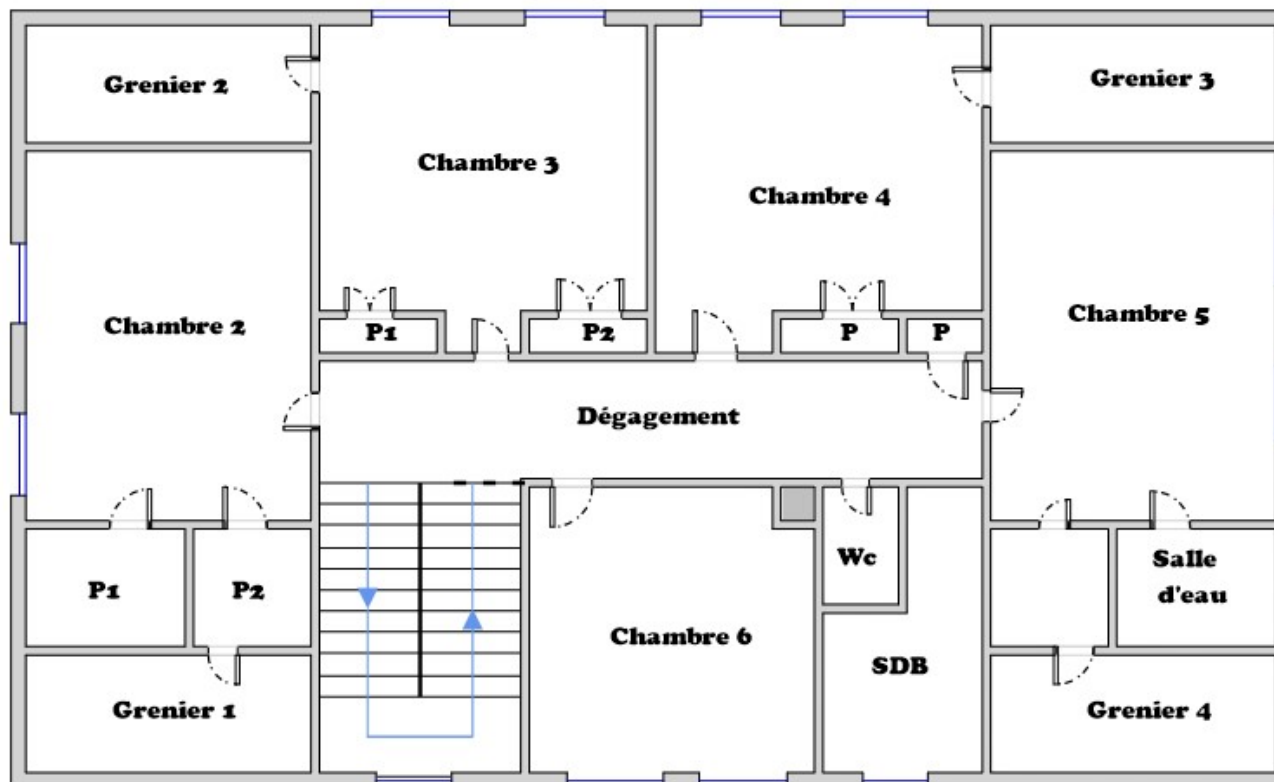 Grenier 2
Grenier 3
Chambre 3
Chambre 4
Chambre 2
Chambre 5
P1
P2
P
P
Dégagement
P1
P2
Wc
Salle
d'eau
Chambre 6
SDB
Grenier 1
Grenier 4